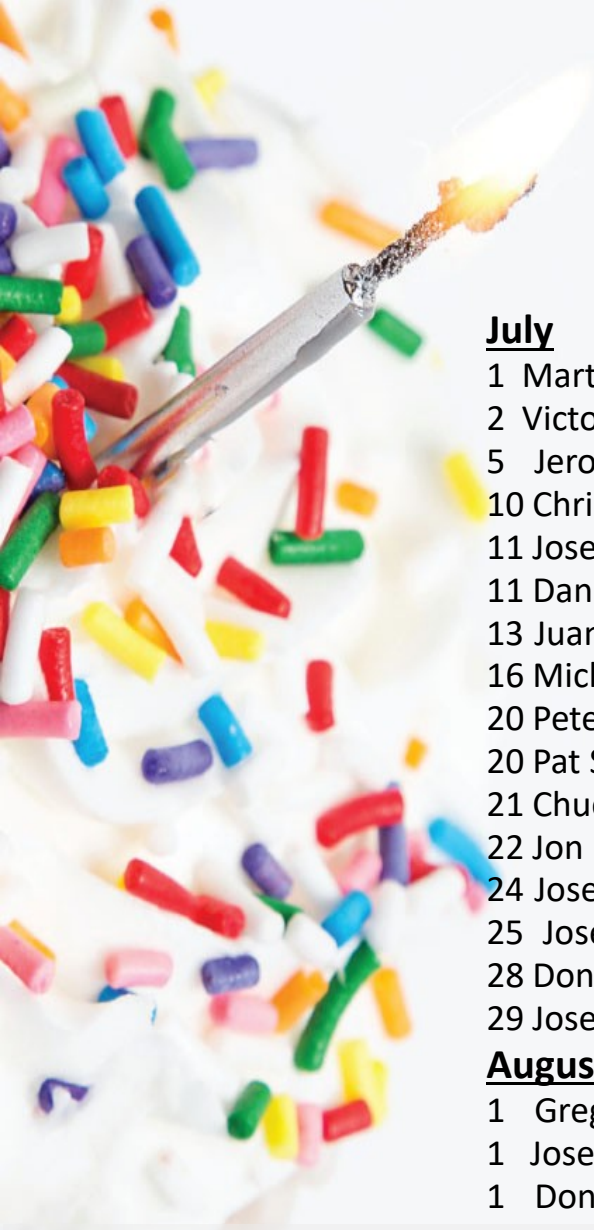 July
1 Mart
2 Victo
5 Jero
10 Chri
11 Jose
11 Dan
13 Juan
16 Mich
20 Pete
20 Pat S
21 Chuc
22 Jon
24 Jose
25 Jose
28 Don
29 Jose
Augus
1 Greg
1 Jose
1 Don